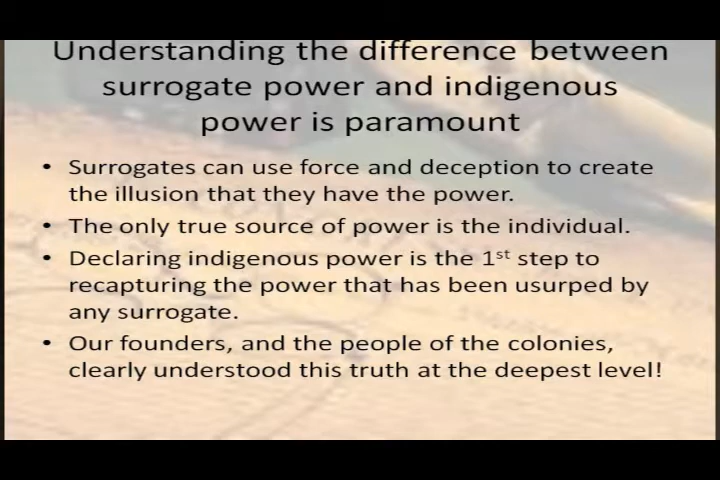 Understanding the difference between
surrogate power and indigenous
power is paramount
• Surrogates can use force and deception to create
the illusion that they have the power.
• The only true source of power is the individual.
• Declaring indigenous power is the 1st step to
recapturing the power that has been usurped by
any surrogate.
• Our founders, and the people of the colonies,
clearly understood this truth at the deepest level!